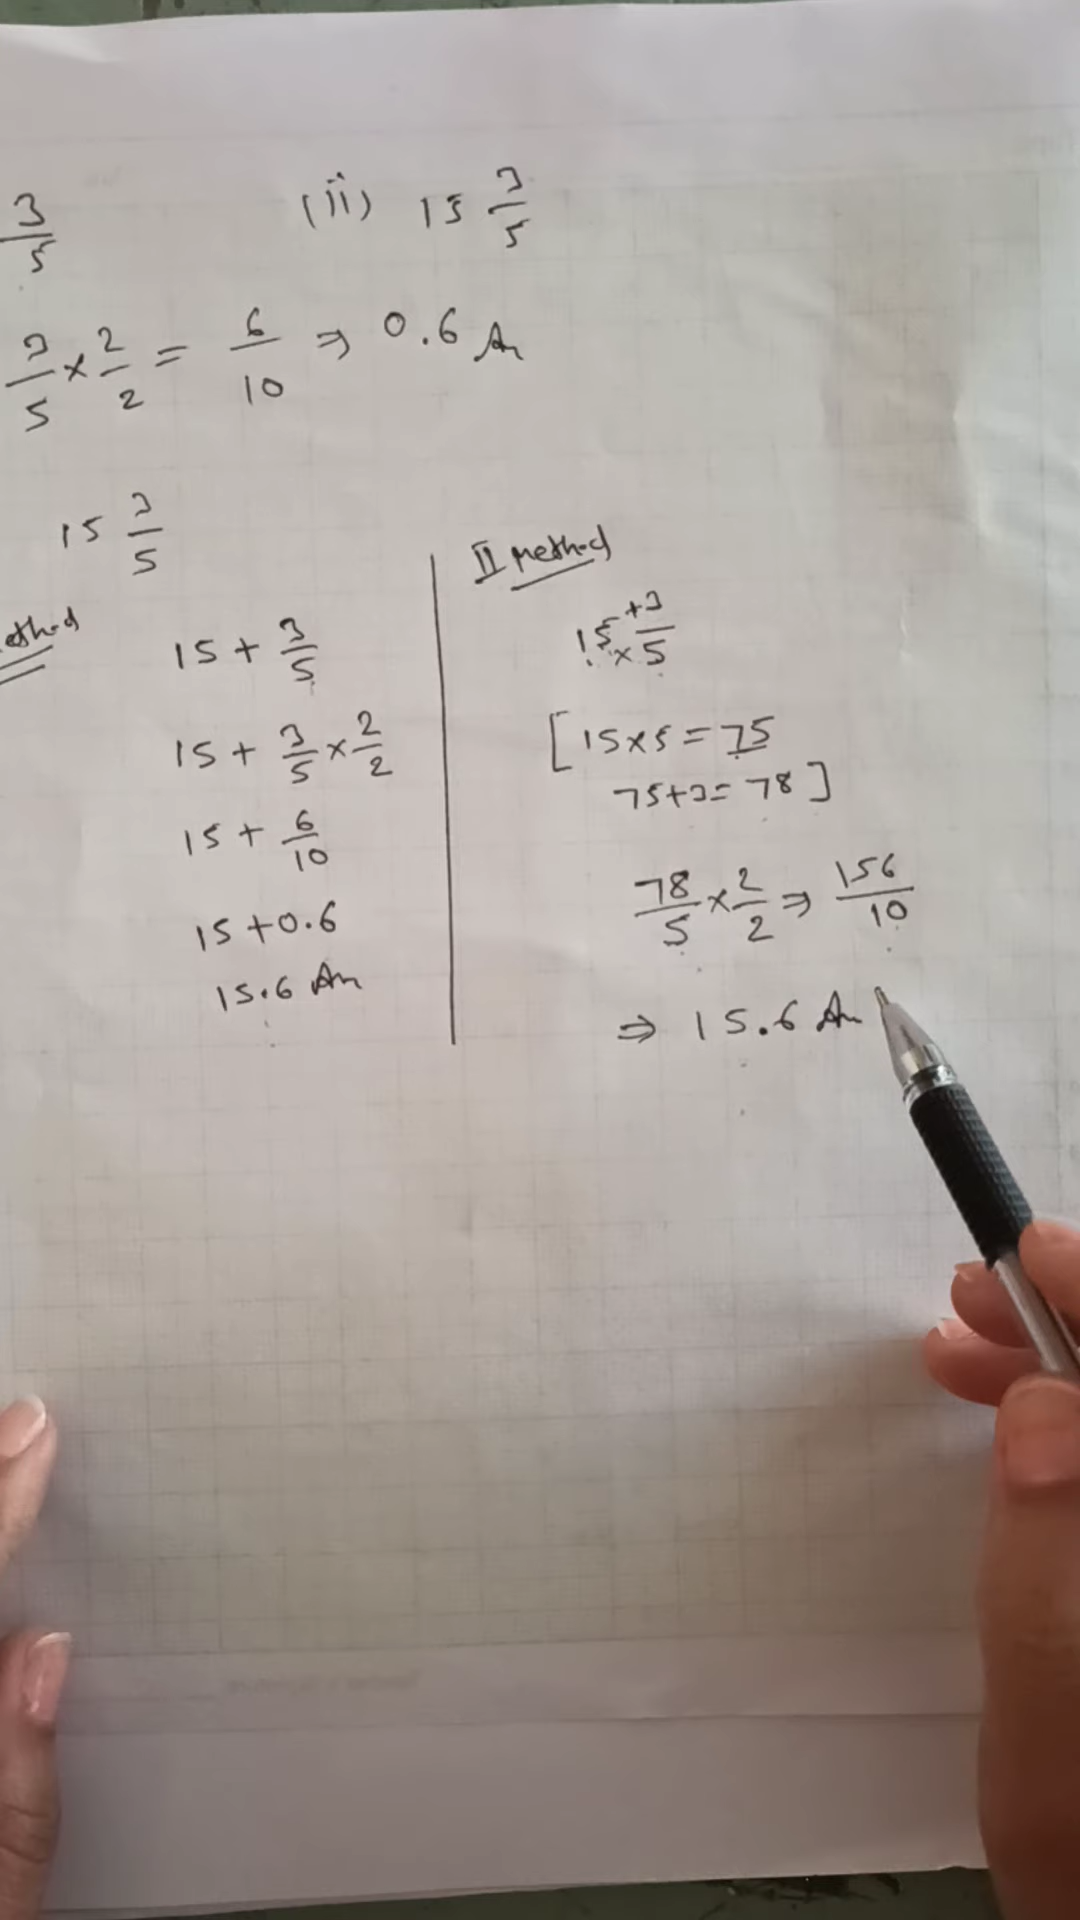 3/5 (ii) 15 3/5
3/5 × 2/2 = 6/10 ⇒ 0.6 An
15 3/5
ethod
15 + 3/5
15 + 3/5 × 2/2
15 + 6/10
15 + 0.6
15.6 An
II method
15 × +3/5
[15×5 = 75
75+3 = 78]
78/5 × 2/2 ⇒ 156/10
⇒ 15.6 An